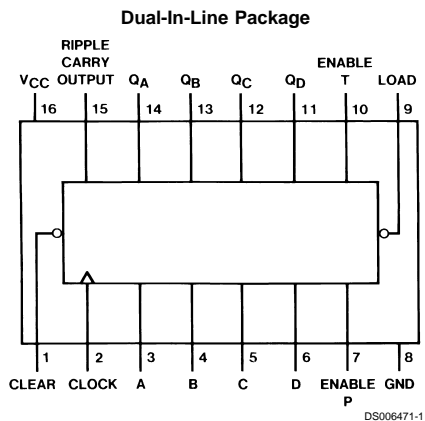 Dual-In-Line Package
RIPPLE
CARRY
ENABLE
VCC OUTPUT QA QB QC QD T LOAD
16 15 14 13 12 11 10 9
1 2 3 4 5 6 7 8
CLEAR CLOCK A B C D ENABLE GND
P
DS006471-1